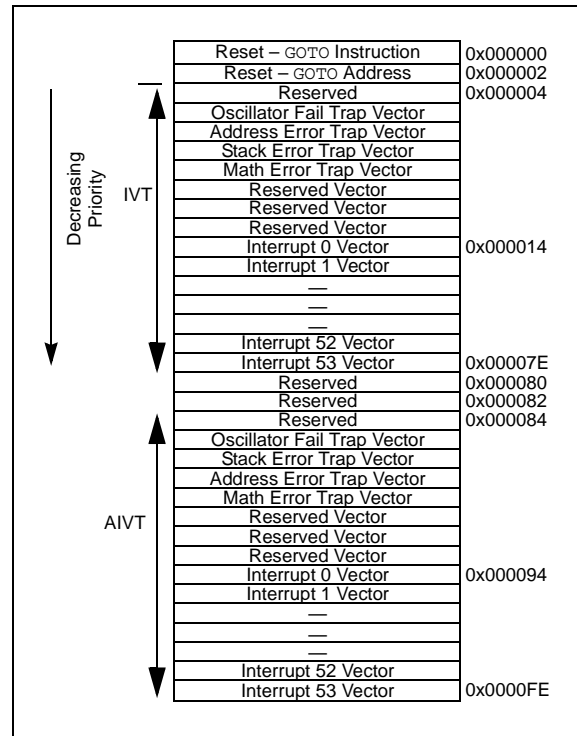 Reset – GOTO Instruction 0x000000
Reset – GOTO Address 0x000002
Reserved 0x000004
Oscillator Fail Trap Vector
Address Error Trap Vector
Stack Error Trap Vector
Math Error Trap Vector
Reserved Vector
Reserved Vector
Reserved Vector
Interrupt 0 Vector 0x000014
Interrupt 1 Vector
—
—
—
Interrupt 52 Vector
Interrupt 53 Vector 0x00007E
Reserved 0x000080
Reserved 0x000082
Reserved 0x000084
Oscillator Fail Trap Vector
Stack Error Trap Vector
Address Error Trap Vector
Math Error Trap Vector
Reserved Vector
Reserved Vector
Reserved Vector
Interrupt 0 Vector 0x000094
Interrupt 1 Vector
—
—
—
Interrupt 52 Vector
Interrupt 53 Vector 0x0000FE
Decreasing
Priority
IVT
AIVT